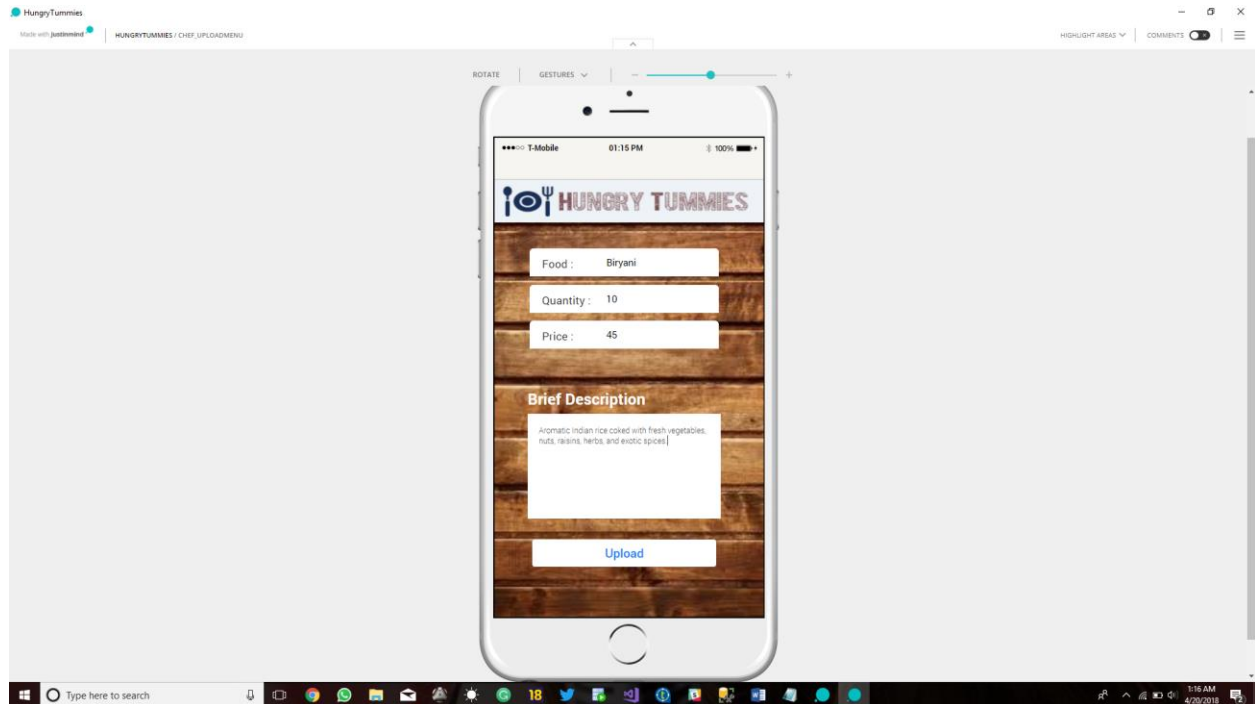 HungryTummies
Made with justinmind
HUNGRYTUMMIES / CHEF_UPLOADMENU
HIGHLIGHT AREAS
COMMENTS
ROTATE
GESTURES
T-Mobile
01:15 PM
100%
HUNGRY TUMMIES
Food : Biryani
Quantity : 10
Price : 45
Brief Description
Aromatic Indian rice coked with fresh vegetables,
nuts, raisins, herbs, and exotic spices
Upload
Type here to search
18
1:16 AM
4/20/2018